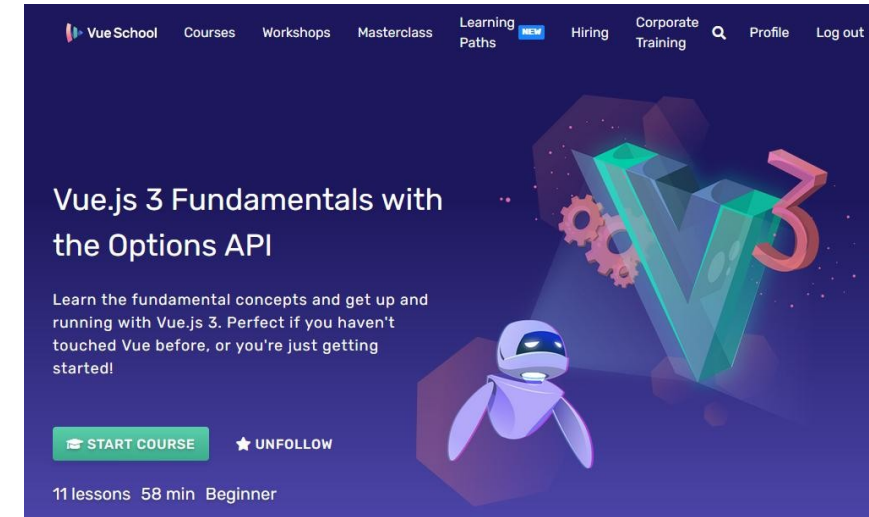 Vue School Courses Workshops Masterclass Learning Paths NEW Hiring Corporate Training Profile Log out
V3
Vue.js 3 Fundamentals with
the Options API
Learn the fundamental concepts and get up and
running with Vue.js 3. Perfect if you haven't
touched Vue before, or you're just getting
started!
START COURSE UNFOLLOW
11 lessons 58 min Beginner